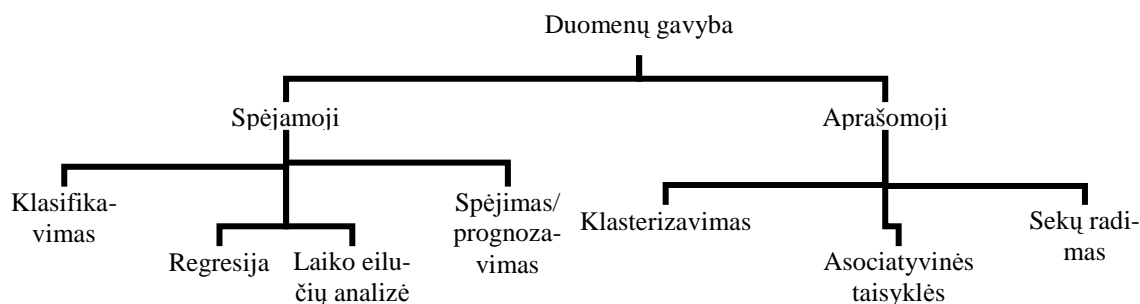 Duomenų gavyba
Spėjamoji
Aprašomoji
Klasifika-
vimas
Regresija
Laiko eilu-
čių analizė
Spėjimas/
prognoza-
vimas
Klasterizavimas
Asociatyvinės
taisyklės
Sekų radi-
mas